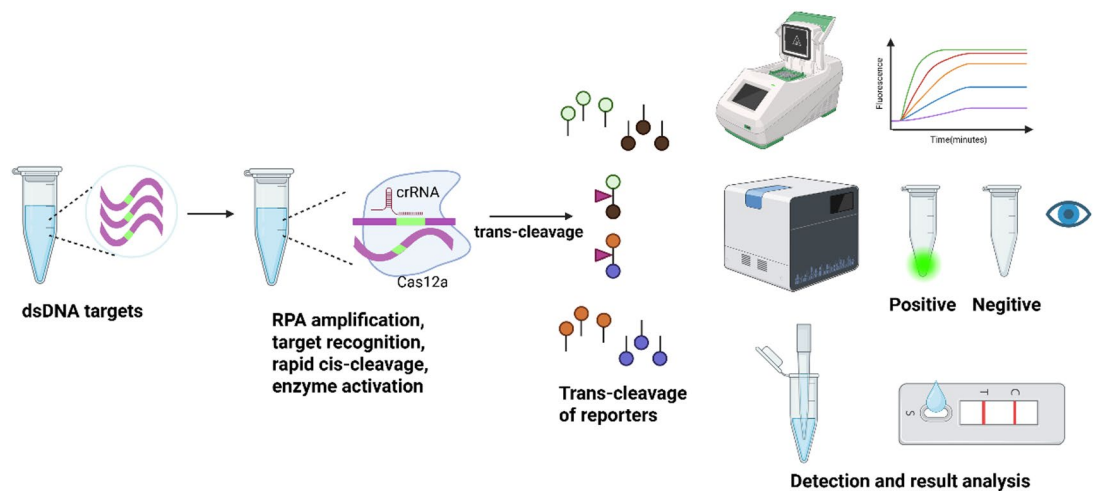 dsDNA targets
crRNA
Cas12a
RPA amplification,
target recognition,
rapid cis-cleavage,
enzyme activation
trans-cleavage
Trans-cleavage
of reporters
Fluorescence
Time(minutes)
Positive
Negitive
S
T
C
Detection and result analysis